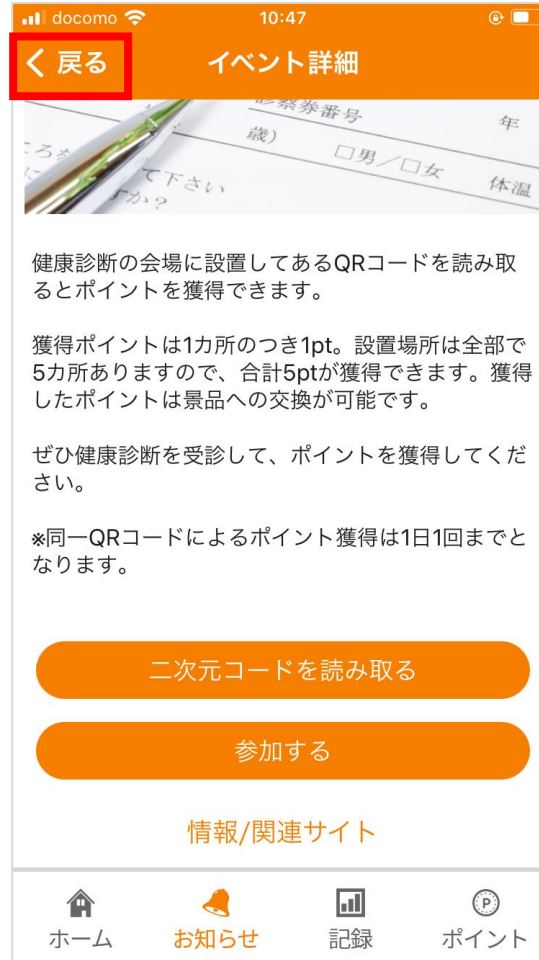 docomo 10:47
戻る イベント詳細
診察券番号 年
歳) □男/□女 体温
て下さい
すか?
健康診断の会場に設置してあるQRコードを読み取
るとポイントを獲得できます。
獲得ポイントは1カ所のつき1pt。設置場所は全部で
5カ所ありますので、合計5ptが獲得できます。獲得
したポイントは景品への交換が可能です。
ぜひ健康診断を受診して、ポイントを獲得してくだ
さい。
※同一QRコードによるポイント獲得は1日1回までと
なります。
二次元コードを読み取る
参加する
情報/関連サイト
ホーム お知らせ 記録 ポイント